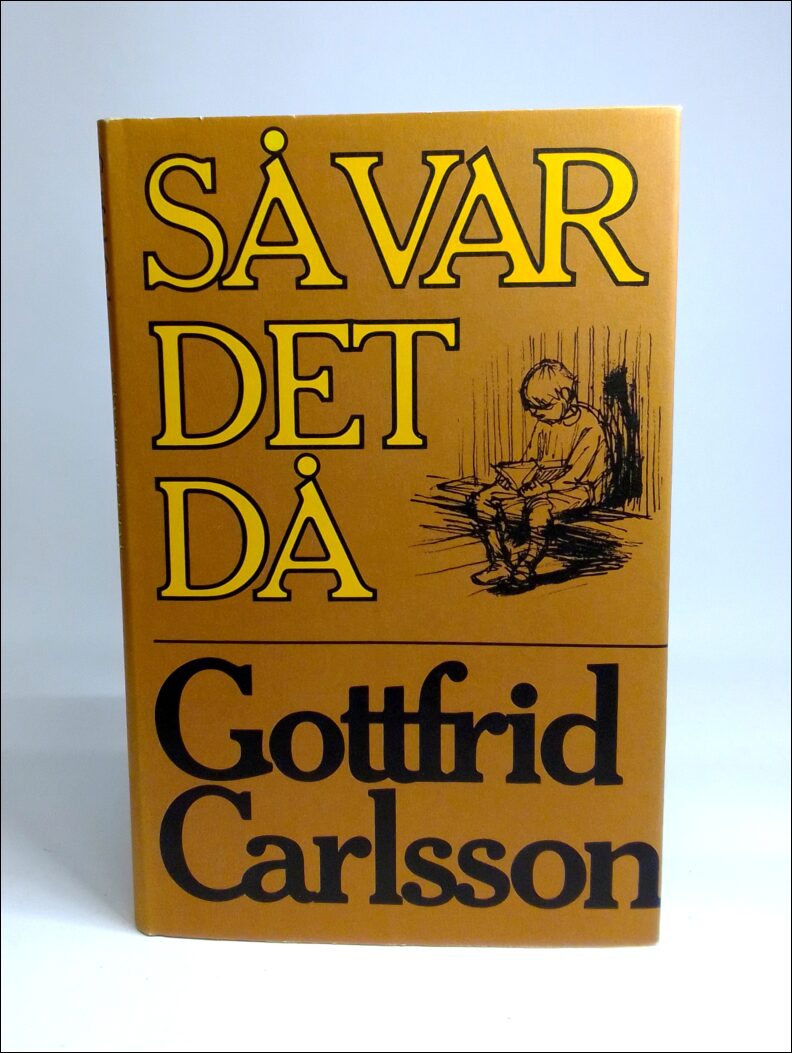 SÅ VAR
DET
DÅ
Gottfrid
Carlsson